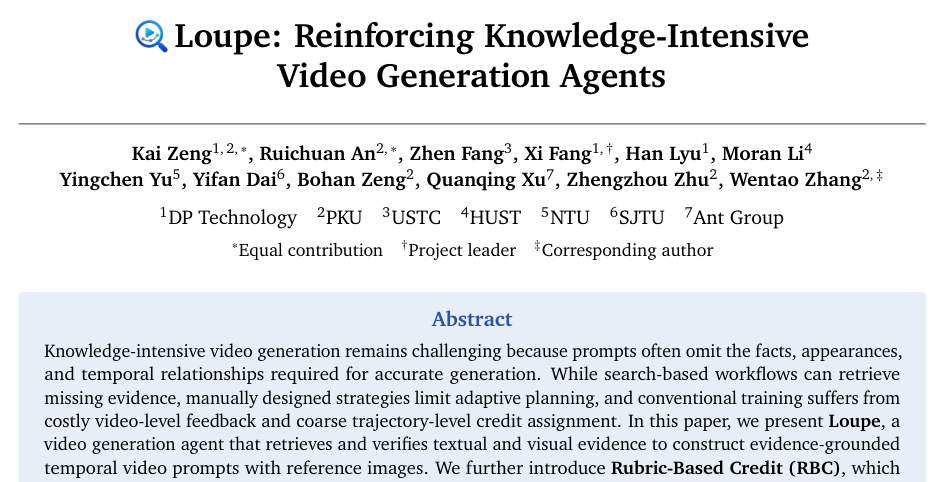 Loupe: Reinforcing Knowledge-Intensive
Video Generation Agents
Kai Zeng1,2,*, Ruichuan An2,*, Zhen Fang3, Xi Fang1,†, Han Lyu1, Moran Li4
Yingchen Yu5, Yifan Dai6, Bohan Zeng2, Quanqing Xu7, Zhengzhou Zhu2, Wentao Zhang2,‡
1DP Technology 2PKU 3USTC 4HUST 5NTU 6SJTU 7Ant Group
*Equal contribution †Project leader ‡Corresponding author
Abstract
Knowledge-intensive video generation remains challenging because prompts often omit the facts, appearances,
and temporal relationships required for accurate generation. While search-based workflows can retrieve
missing evidence, manually designed strategies limit adaptive planning, and conventional training suffers from
costly video-level feedback and coarse trajectory-level credit assignment. In this paper, we present Loupe, a
video generation agent that retrieves and verifies textual and visual evidence to construct evidence-grounded
temporal video prompts with reference images. We further introduce Rubric-Based Credit (RBC), which